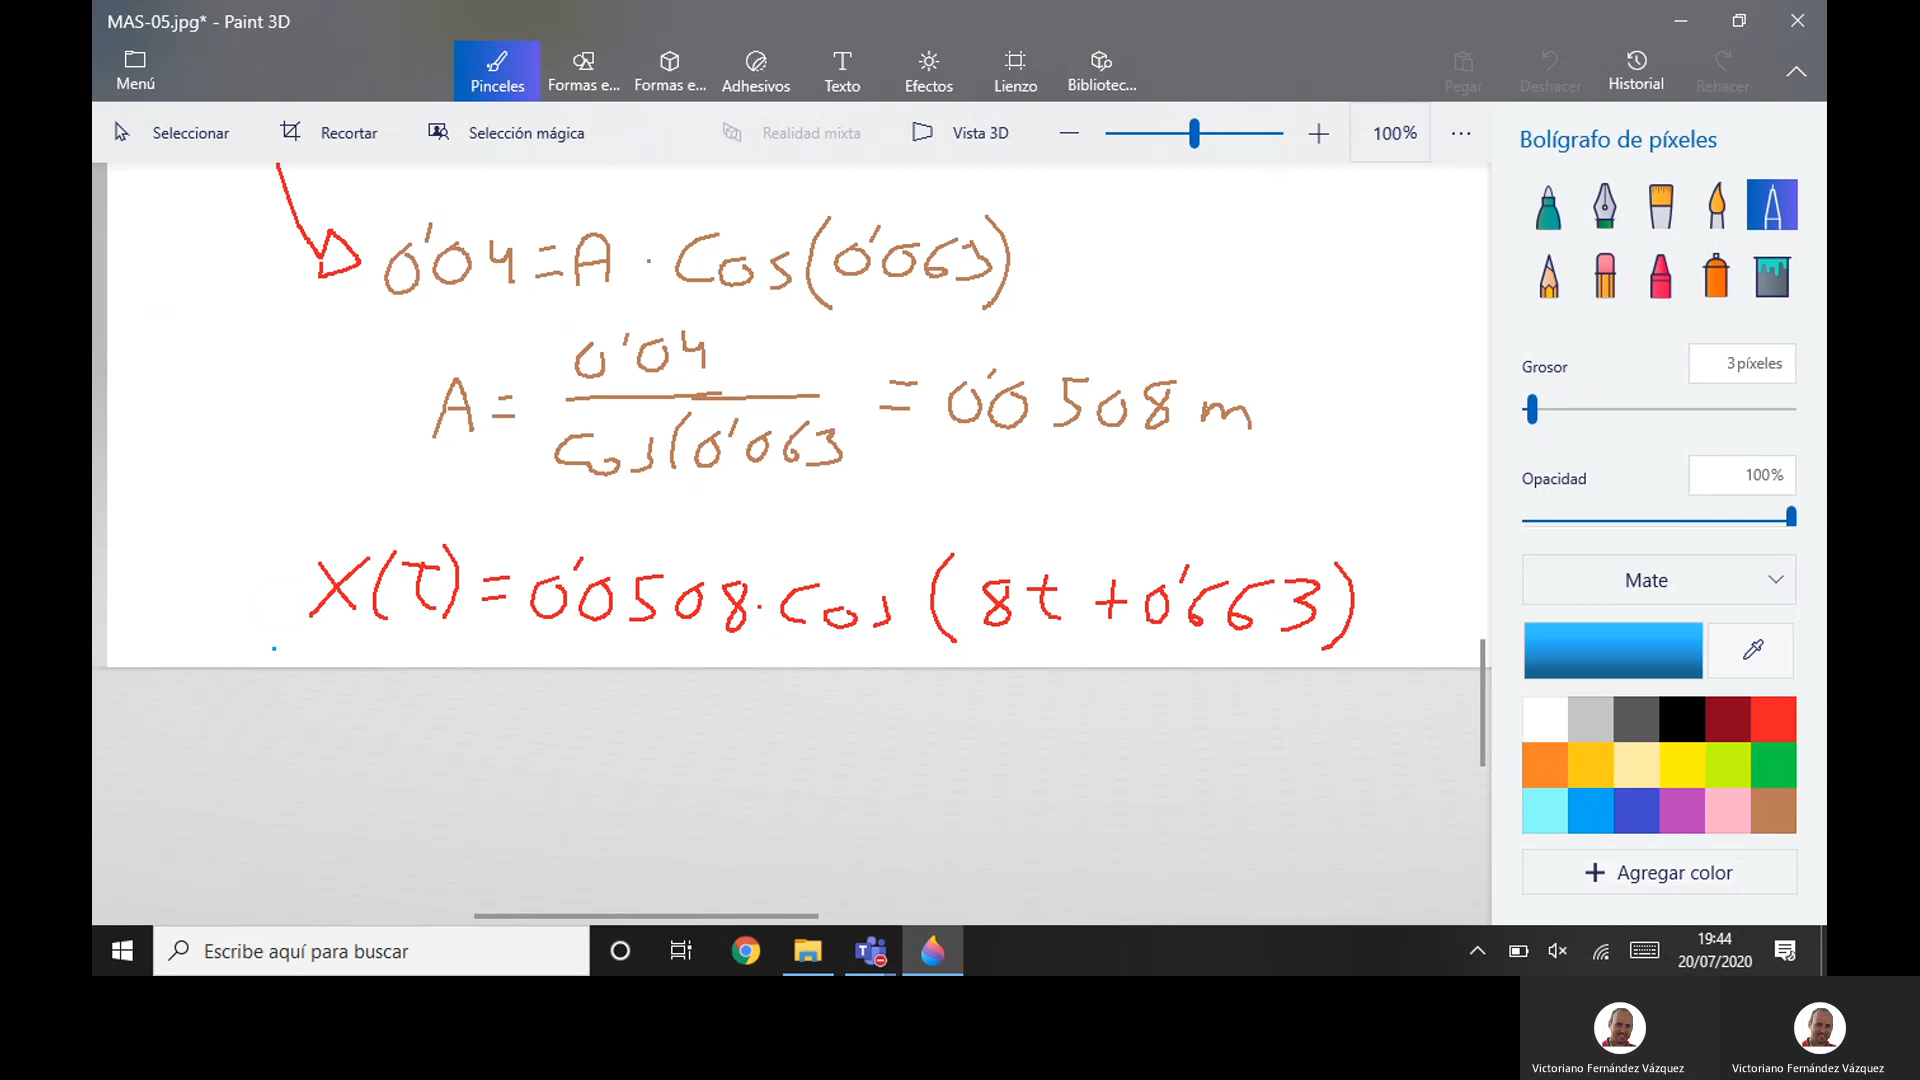 MAS-05.jpg* - Paint 3D
Menú
Pinceles
Formas e...
Formas e...
Adhesivos
Texto
Efectos
Lienzo
Bibliotec...
Pegar
Deshacer
Historial
Rehacer
Seleccionar
Recortar
Selección mágica
Realidad mixta
Vista 3D
100%
Bolígrafo de píxeles
0'04 = A · Cos(0'063)
A = 0'04 / Cos(0'063 = 0'0508 m
X(t) = 0'0508 · Cos (8t + 0'663)
Grosor
3 píxeles
Opacidad
100%
Mate
+ Agregar color
Escribe aquí para buscar
19:44
20/07/2020
Victoriano Fernández Vázquez
Victoriano Fernández Vázquez